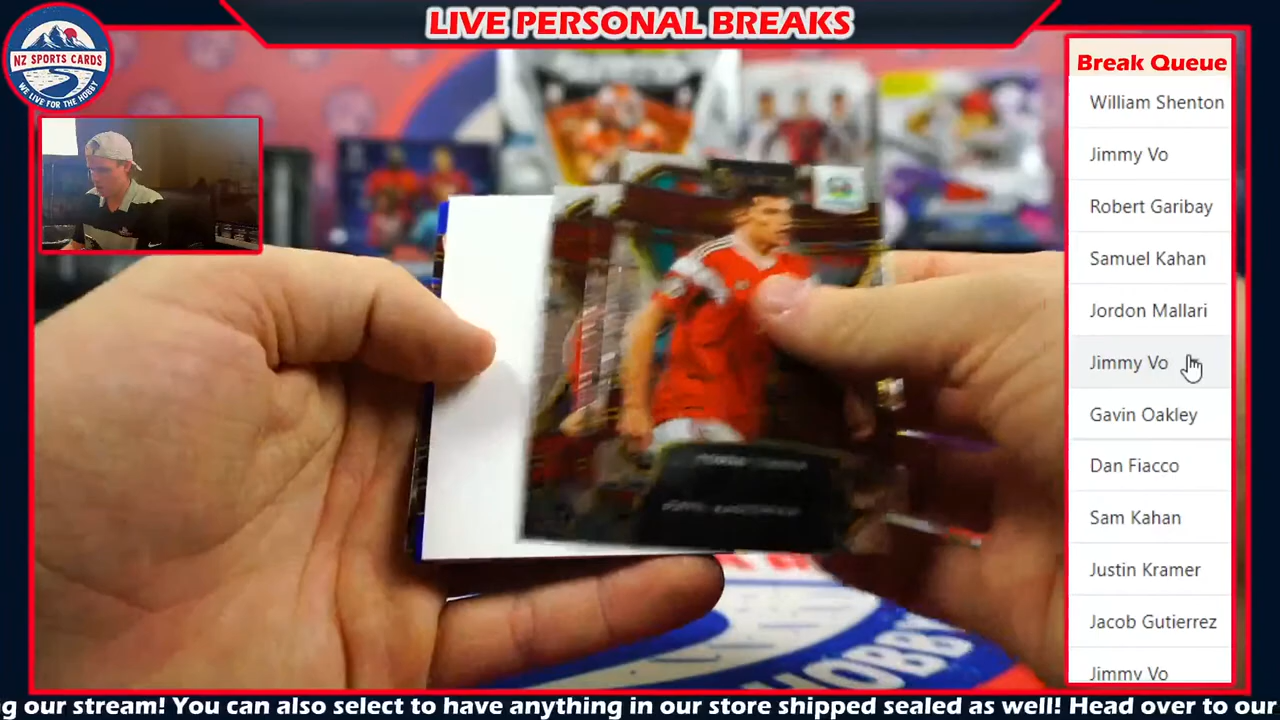 LIVE PERSONAL BREAKS
NZ SPORTS CARDS
WE LIVE FOR THE HOBBY
Break Queue
William Shenton
Jimmy Vo
Robert Garibay
Samuel Kahan
Jordon Mallari
Jimmy Vo
Gavin Oakley
Dan Fiacco
Sam Kahan
Justin Kramer
Jacob Gutierrez
Jimmy Vo
HOBBY
g our stream! You can also select to have anything in our store shipped sealed as well! Head over to our